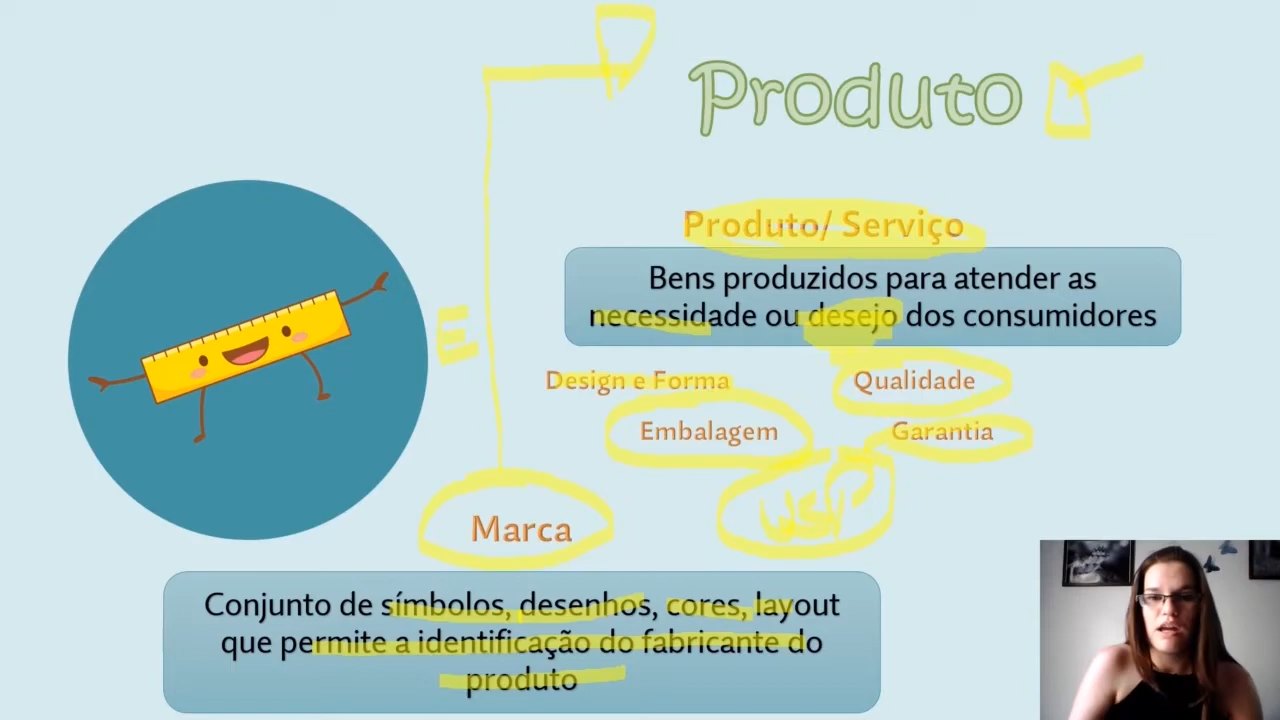 Produto
Produto/ Serviço
Bens produzidos para atender as
necessidade ou desejo dos consumidores
Design e Forma
Qualidade
Embalagem
Garantia
E
USP
Marca
Conjunto de símbolos, desenhos, cores, layout
que permite a identificação do fabricante do
produto